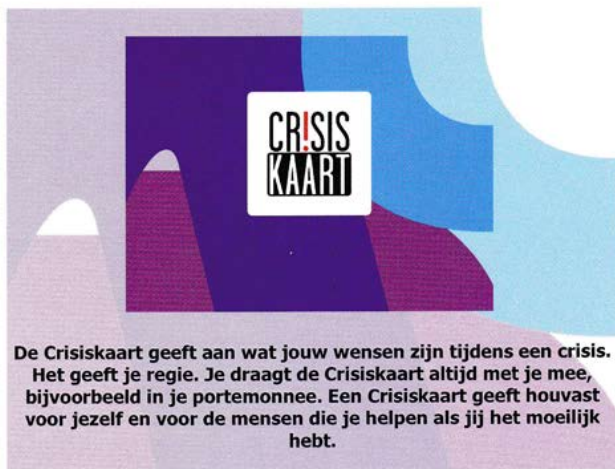 CR!SIS
KAART
De Crisiskaart geeft aan wat jouw wensen zijn tijdens een crisis.
Het geeft je regie. Je draagt de Crisiskaart altijd met je mee,
bijvoorbeeld in je portemonnee. Een Crisiskaart geeft houvast
voor jezelf en voor de mensen die je helpen als jij het moeilijk
hebt.